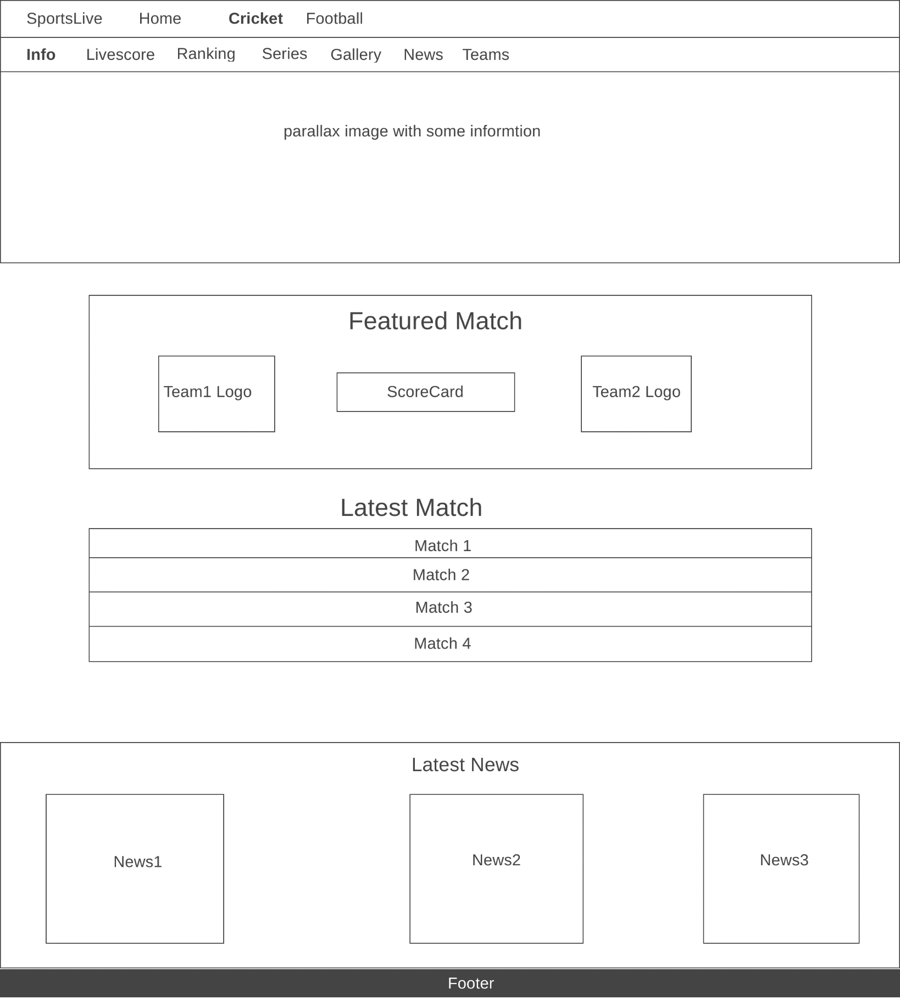 SportsLive Home Cricket Football
Info Livescore Ranking Series Gallery News Teams
parallax image with some informtion
Featured Match
Team1 Logo ScoreCard Team2 Logo
Latest Match
Match 1
Match 2
Match 3
Match 4
Latest News
News1 News2 News3
Footer